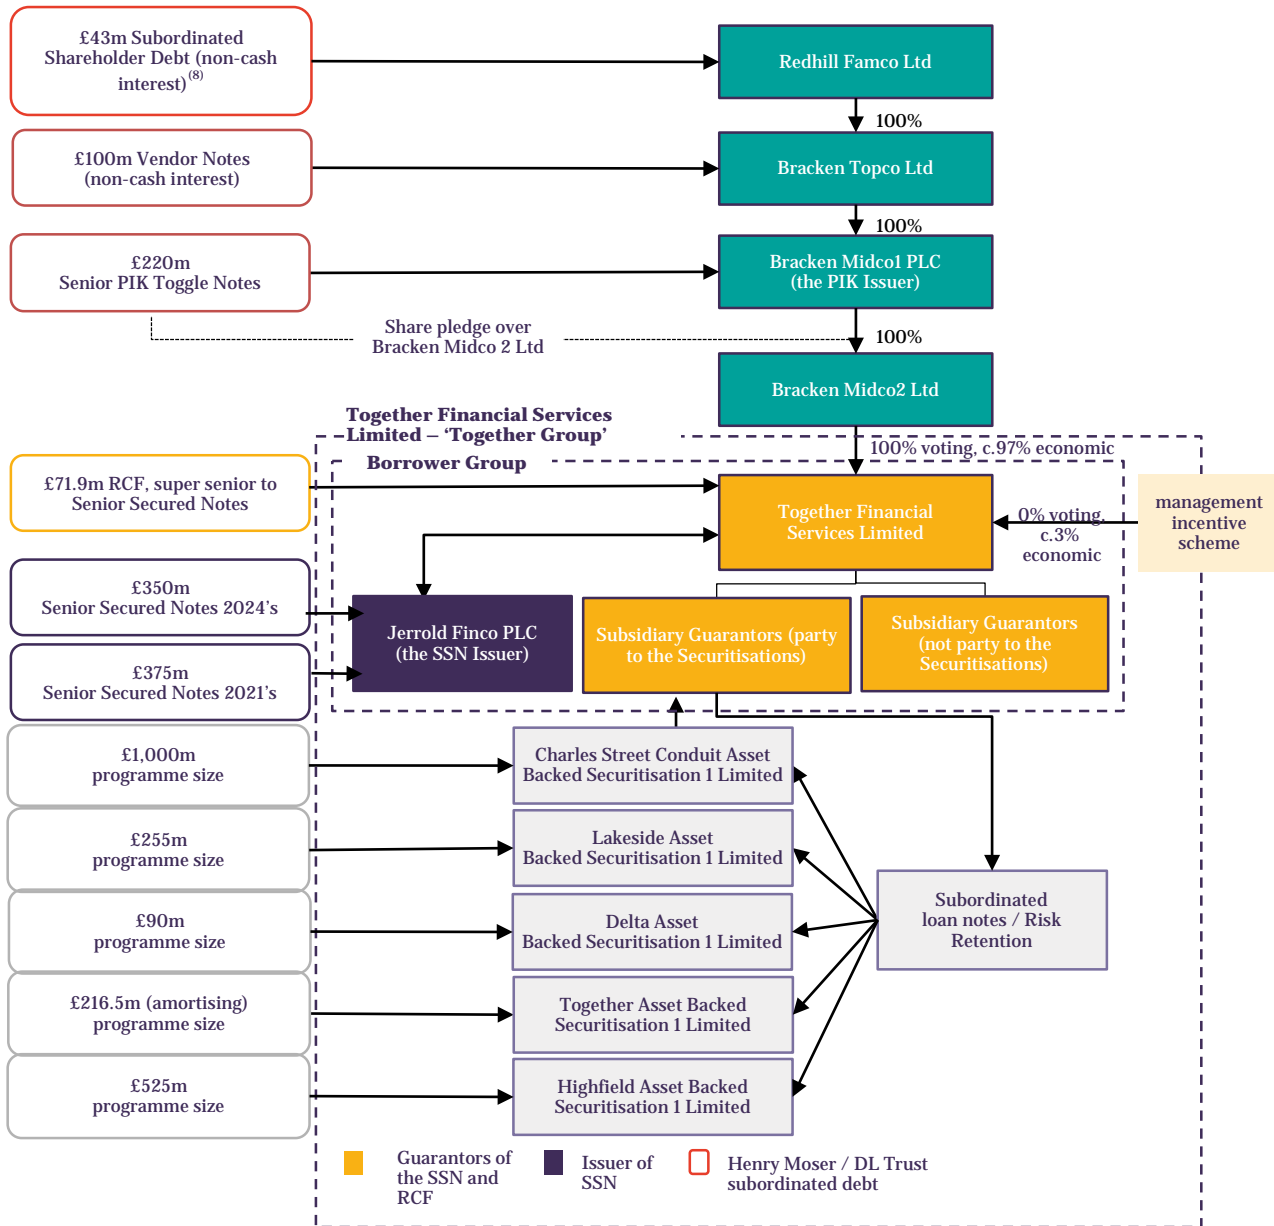 £43m Subordinated
Shareholder Debt (non-cash
interest)(8)
Redhill Famco Ltd
100%
£100m Vendor Notes
(non-cash interest)
Bracken Topco Ltd
100%
£220m
Senior PIK Toggle Notes
Bracken Midco1 PLC
(the PIK Issuer)
Share pledge over
Bracken Midco 2 Ltd
100%
Bracken Midco2 Ltd
Together Financial Services
Limited – ‘Together Group’
100% voting, c.97% economic
Borrower Group
£71.9m RCF, super senior to
Senior Secured Notes
Together Financial
Services Limited
0% voting,
c.3%
economic
management
incentive
scheme
£350m
Senior Secured Notes 2024’s
Jerrold Finco PLC
(the SSN Issuer)
Subsidiary Guarantors (party
to the Securitisations)
Subsidiary Guarantors
(not party to the
Securitisations)
£375m
Senior Secured Notes 2021’s
£1,000m
programme size
Charles Street Conduit Asset
Backed Securitisation 1 Limited
£255m
programme size
Lakeside Asset
Backed Securitisation 1 Limited
£90m
programme size
Delta Asset
Backed Securitisation 1 Limited
Subordinated
loan notes / Risk
Retention
£216.5m (amortising)
programme size
Together Asset Backed
Securitisation 1 Limited
£525m
programme size
Highfield Asset Backed
Securitisation 1 Limited
Guarantors of
the SSN and
RCF
Issuer of
SSN
Henry Moser / DL Trust
subordinated debt